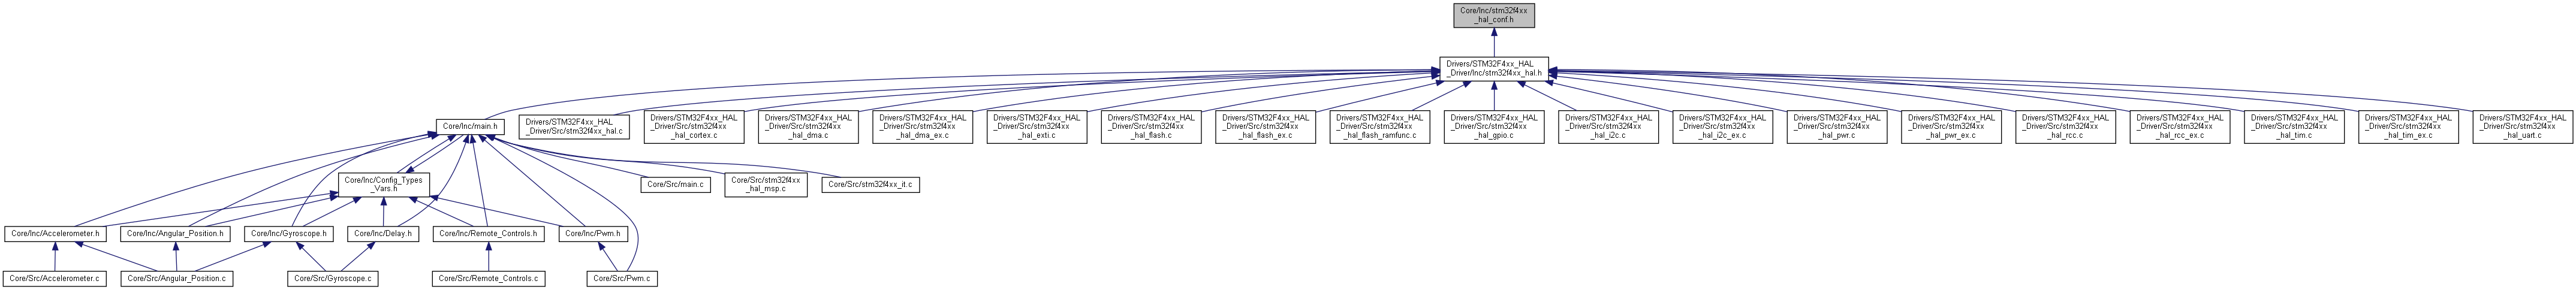 Core/Inc/stm32f4xx
_hal_conf.h
Drivers/STM32F4xx_HAL
_Driver/Inc/stm32f4xx_hal.h
Core/Inc/main.h
Drivers/STM32F4xx_HAL
_Driver/Src/stm32f4xx_hal.c
Drivers/STM32F4xx_HAL
_Driver/Src/stm32f4xx
_hal_cortex.c
Drivers/STM32F4xx_HAL
_Driver/Src/stm32f4xx
_hal_dma.c
Drivers/STM32F4xx_HAL
_Driver/Src/stm32f4xx
_hal_dma_ex.c
Drivers/STM32F4xx_HAL
_Driver/Src/stm32f4xx
_hal_exti.c
Drivers/STM32F4xx_HAL
_Driver/Src/stm32f4xx
_hal_flash.c
Drivers/STM32F4xx_HAL
_Driver/Src/stm32f4xx
_hal_flash_ex.c
Drivers/STM32F4xx_HAL
_Driver/Src/stm32f4xx
_hal_flash_ramfunc.c
Drivers/STM32F4xx_HAL
_Driver/Src/stm32f4xx
_hal_gpio.c
Drivers/STM32F4xx_HAL
_Driver/Src/stm32f4xx
_hal_i2c.c
Drivers/STM32F4xx_HAL
_Driver/Src/stm32f4xx
_hal_i2c_ex.c
Drivers/STM32F4xx_HAL
_Driver/Src/stm32f4xx
_hal_pwr.c
Drivers/STM32F4xx_HAL
_Driver/Src/stm32f4xx
_hal_pwr_ex.c
Drivers/STM32F4xx_HAL
_Driver/Src/stm32f4xx
_hal_rcc.c
Drivers/STM32F4xx_HAL
_Driver/Src/stm32f4xx
_hal_rcc_ex.c
Drivers/STM32F4xx_HAL
_Driver/Src/stm32f4xx
_hal_tim.c
Drivers/STM32F4xx_HAL
_Driver/Src/stm32f4xx
_hal_tim_ex.c
Drivers/STM32F4xx_HAL
_Driver/Src/stm32f4xx
_hal_uart.c
Core/Inc/Config_Types
_Vars.h
Core/Src/main.c
Core/Src/stm32f4xx
_hal_msp.c
Core/Src/stm32f4xx_it.c
Core/Inc/Accelerometer.h
Core/Inc/Angular_Position.h
Core/Inc/Gyroscope.h
Core/Inc/Delay.h
Core/Inc/Remote_Controls.h
Core/Inc/Pwm.h
Core/Src/Accelerometer.c
Core/Src/Angular_Position.c
Core/Src/Gyroscope.c
Core/Src/Remote_Controls.c
Core/Src/Pwm.c